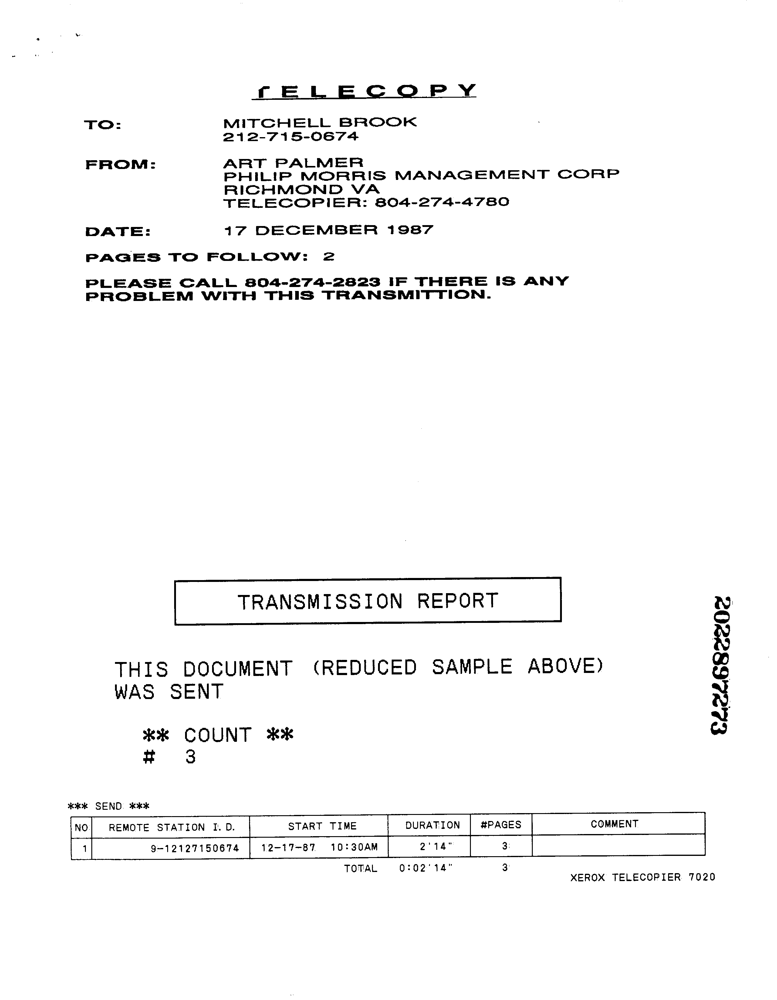 TELECOPY
TO: MITCHELL BROOK
212-715-0674
FROM: ART PALMER
PHILIP MORRIS MANAGEMENT CORP
RICHMOND VA
TELECOPIER: 804-274-4780
DATE: 17 DECEMBER 1987
PAGES TO FOLLOW: 2
PLEASE CALL 804-274-2823 IF THERE IS ANY
PROBLEM WITH THIS TRANSMITTION.
TRANSMISSION REPORT
THIS DOCUMENT (REDUCED SAMPLE ABOVE)
WAS SENT
** COUNT **
# 3
*** SEND ***
NO REMOTE STATION I.D. START TIME DURATION #PAGES COMMENT
1 9-12127150674 12-17-87 10:30AM 2'14" 3
TOTAL 0:02'14" 3
XEROX TELECOPIER 7020
2022897273